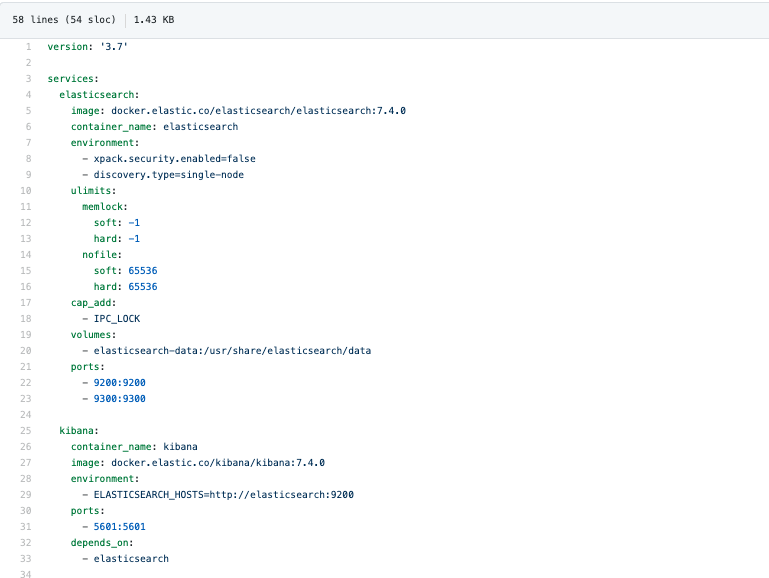 58 lines (54 sloc) 1.43 KB
1 version: '3.7'
2
3 services:
4   elasticsearch:
5     image: docker.elastic.co/elasticsearch/elasticsearch:7.4.0
6     container_name: elasticsearch
7     environment:
8       - xpack.security.enabled=false
9       - discovery.type=single-node
10     ulimits:
11       memlock:
12         soft: -1
13         hard: -1
14       nofile:
15         soft: 65536
16         hard: 65536
17     cap_add:
18       - IPC_LOCK
19     volumes:
20       - elasticsearch-data:/usr/share/elasticsearch/data
21     ports:
22       - 9200:9200
23       - 9300:9300
24
25   kibana:
26     container_name: kibana
27     image: docker.elastic.co/kibana/kibana:7.4.0
28     environment:
29       - ELASTICSEARCH_HOSTS=http://elasticsearch:9200
30     ports:
31       - 5601:5601
32     depends_on:
33       - elasticsearch
34